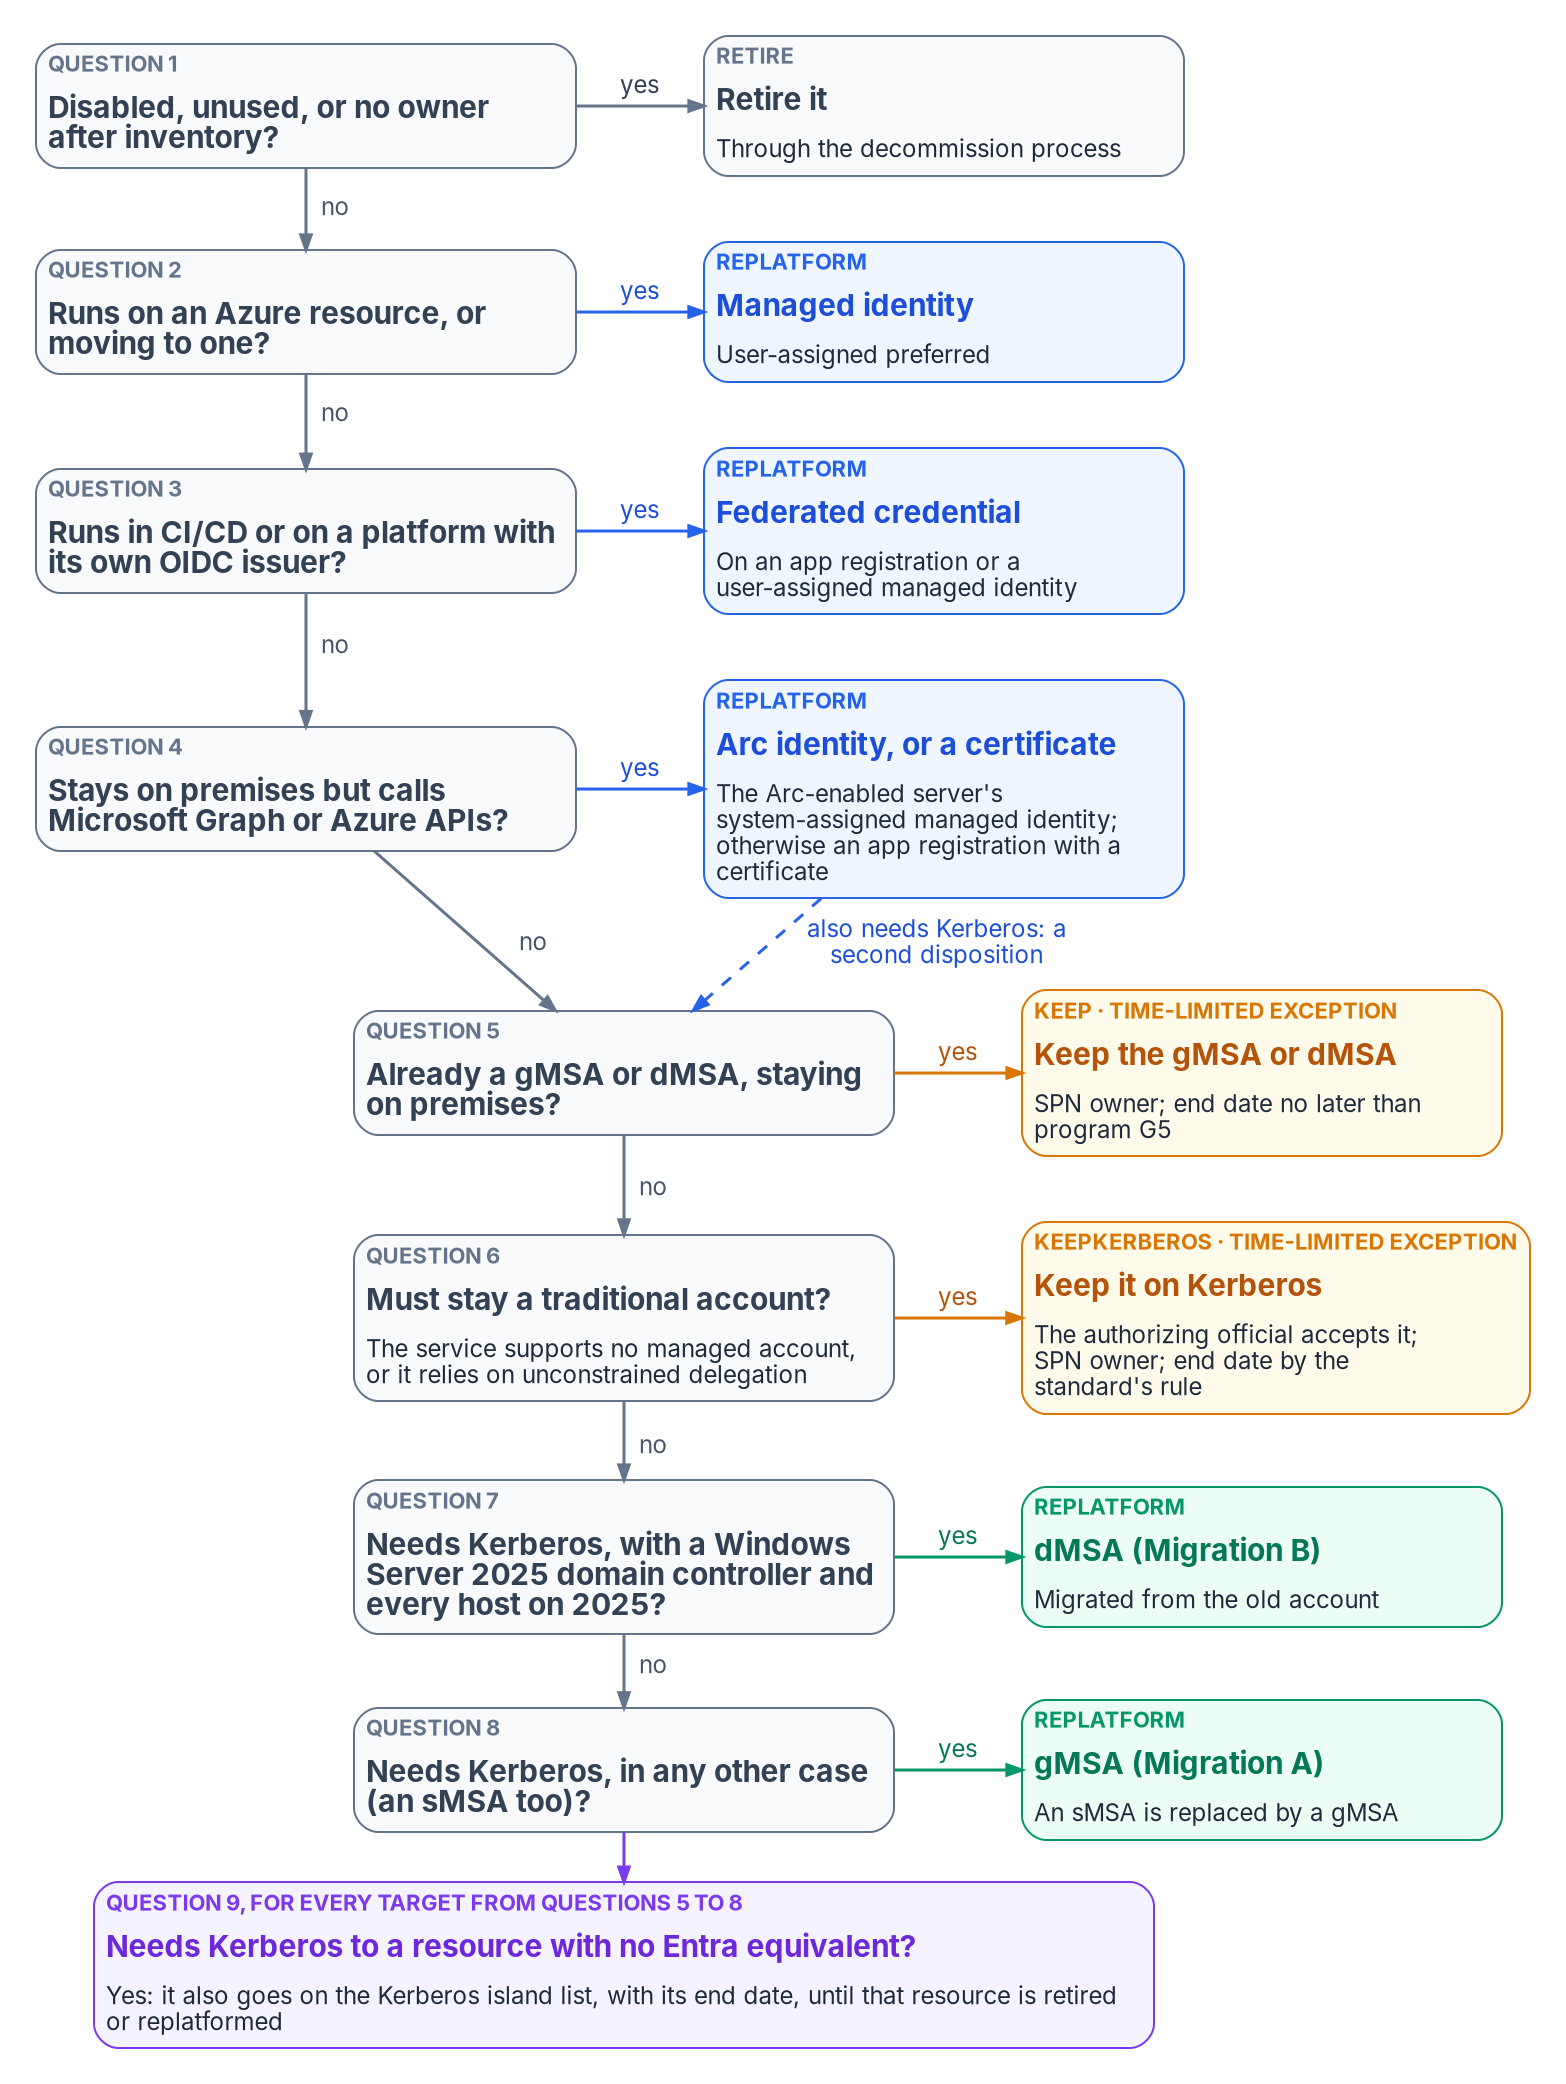 QUESTION 1
Disabled, unused, or no owner
after inventory?
yes
RETIRE
Retire it
Through the decommission process
no
QUESTION 2
Runs on an Azure resource, or
moving to one?
yes
REPLATFORM
Managed identity
User-assigned preferred
no
QUESTION 3
Runs in CI/CD or on a platform with
its own OIDC issuer?
yes
REPLATFORM
Federated credential
On an app registration or a
user-assigned managed identity
no
QUESTION 4
Stays on premises but calls
Microsoft Graph or Azure APIs?
yes
REPLATFORM
Arc identity, or a certificate
The Arc-enabled server's
system-assigned managed identity;
otherwise an app registration with a
certificate
no
also needs Kerberos: a
second disposition
QUESTION 5
Already a gMSA or dMSA, staying
on premises?
yes
KEEP · TIME-LIMITED EXCEPTION
Keep the gMSA or dMSA
SPN owner; end date no later than
program G5
no
QUESTION 6
Must stay a traditional account?
The service supports no managed account,
or it relies on unconstrained delegation
yes
KEEPKERBEROS · TIME-LIMITED EXCEPTION
Keep it on Kerberos
The authorizing official accepts it;
SPN owner; end date by the
standard's rule
no
QUESTION 7
Needs Kerberos, with a Windows
Server 2025 domain controller and
every host on 2025?
yes
REPLATFORM
dMSA (Migration B)
Migrated from the old account
no
QUESTION 8
Needs Kerberos, in any other case
(an sMSA too)?
yes
REPLATFORM
gMSA (Migration A)
An sMSA is replaced by a gMSA
QUESTION 9, FOR EVERY TARGET FROM QUESTIONS 5 TO 8
Needs Kerberos to a resource with no Entra equivalent?
Yes: it also goes on the Kerberos island list, with its end date, until that resource is retired
or replatformed